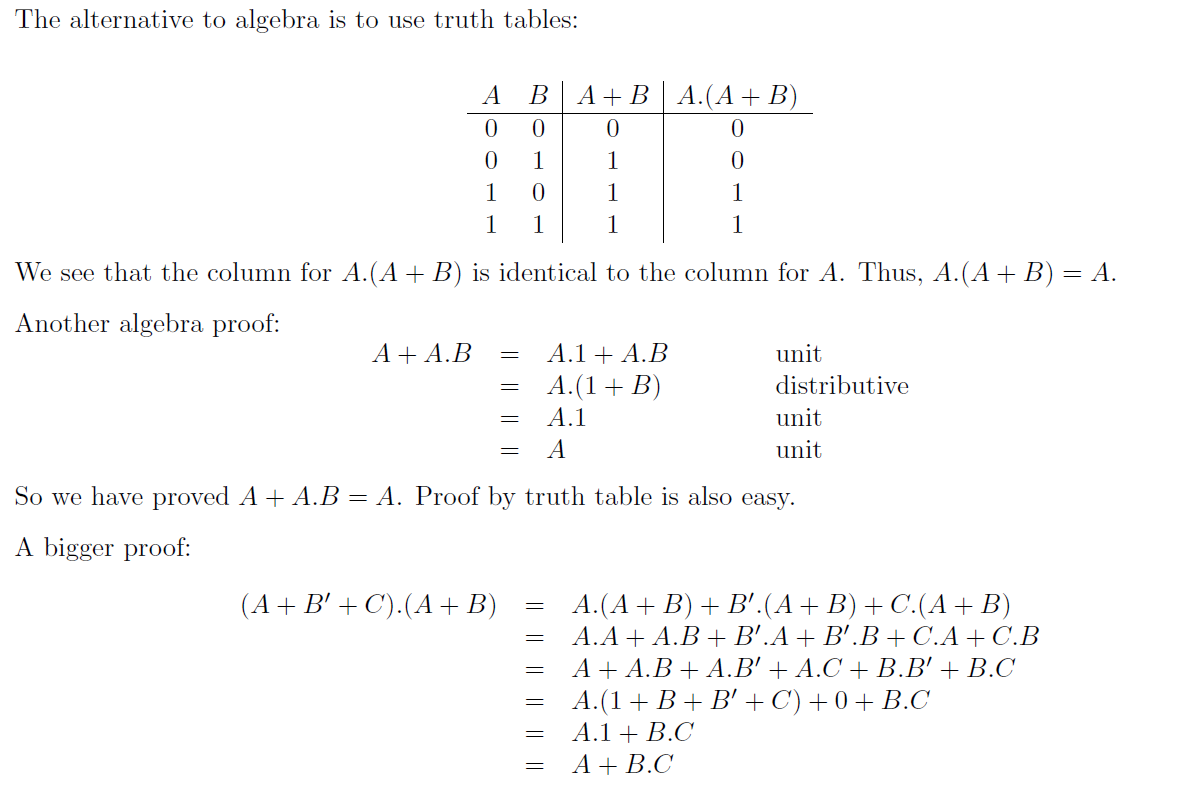 The alternative to algebra is to use truth tables:
A B A + B A.(A + B)
0 0 0 0
0 1 1 0
1 0 1 1
1 1 1 1
We see that the column for A.(A + B) is identical to the column for A. Thus, A.(A + B) = A.
Another algebra proof:
A + A.B = A.1 + A.B unit
= A.(1 + B) distributive
= A.1 unit
= A unit
So we have proved A + A.B = A. Proof by truth table is also easy.
A bigger proof:
(A + B′ + C).(A + B) = A.(A + B) + B′.(A + B) + C.(A + B)
= A.A + A.B + B′.A + B′.B + C.A + C.B
= A + A.B + A.B′ + A.C + B.B′ + B.C
= A.(1 + B + B′ + C) + 0 + B.C
= A.1 + B.C
= A + B.C